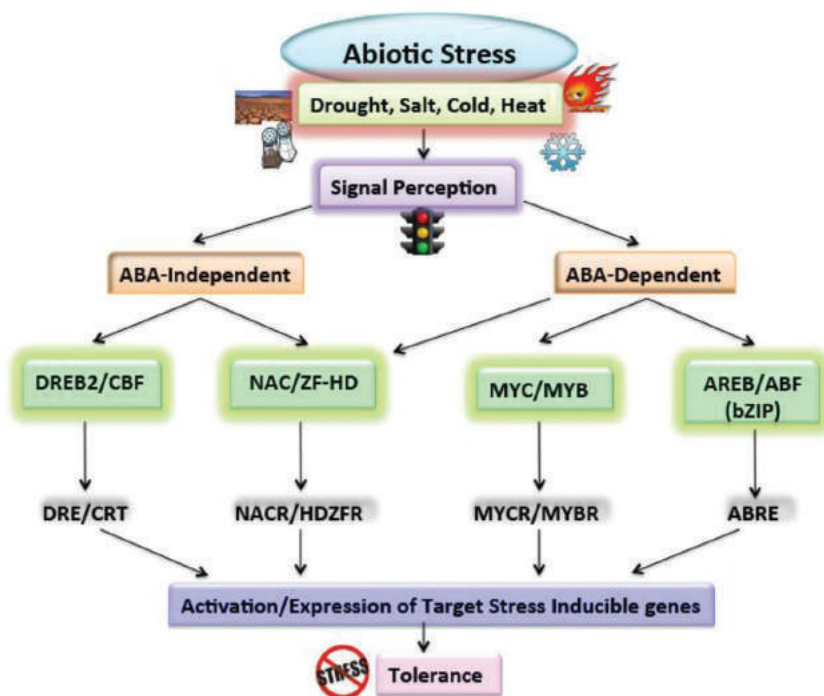 Abiotic Stress
Drought, Salt, Cold, Heat
Signal Perception
ABA-Independent
ABA-Dependent
DREB2/CBF
NAC/ZF-HD
MYC/MYB
AREB/ABF
(bZIP)
DRE/CRT
NACR/HDZFR
MYCR/MYBR
ABRE
Activation/Expression of Target Stress Inducible genes
STRESS
Tolerance